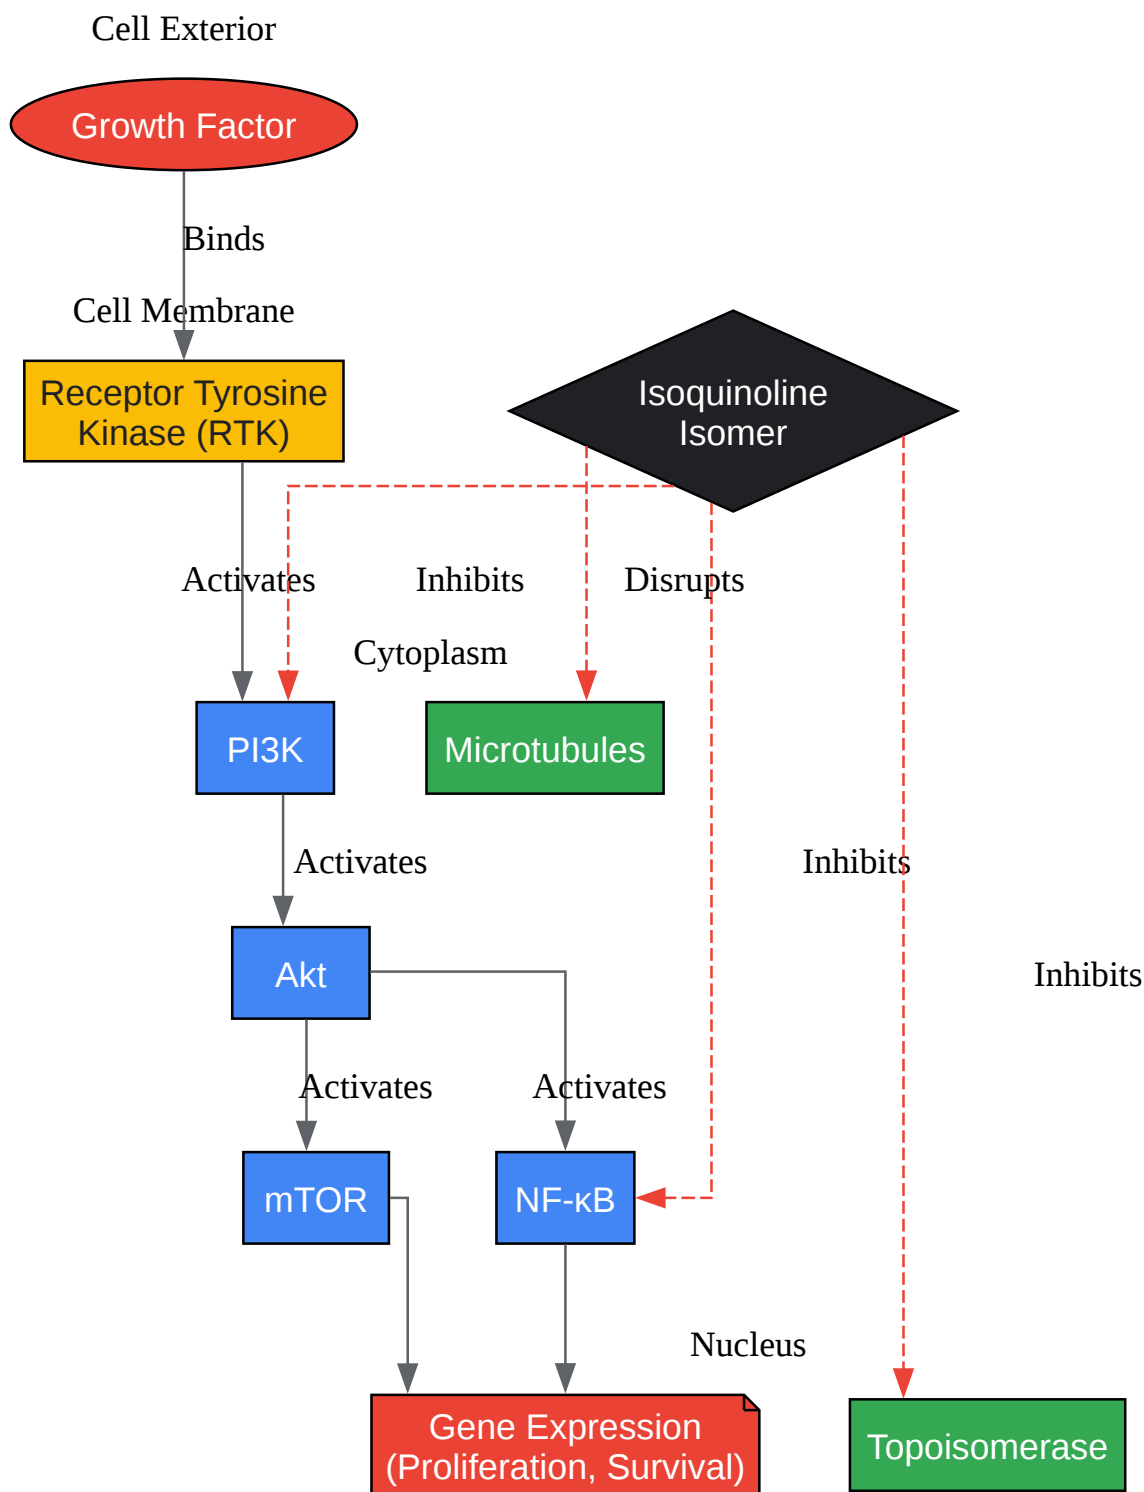 Cell Exterior
Growth Factor
Binds
Cell Membrane
Receptor Tyrosine
Kinase (RTK)
Isoquinoline
Isomer
Activates
Inhibits
Disrupts
Cytoplasm
PI3K
Microtubules
Activates
Inhibits
Akt
Inhibits
Activates
Activates
mTOR
NF-κB
Nucleus
Gene Expression
(Proliferation, Survival)
Topoisomerase